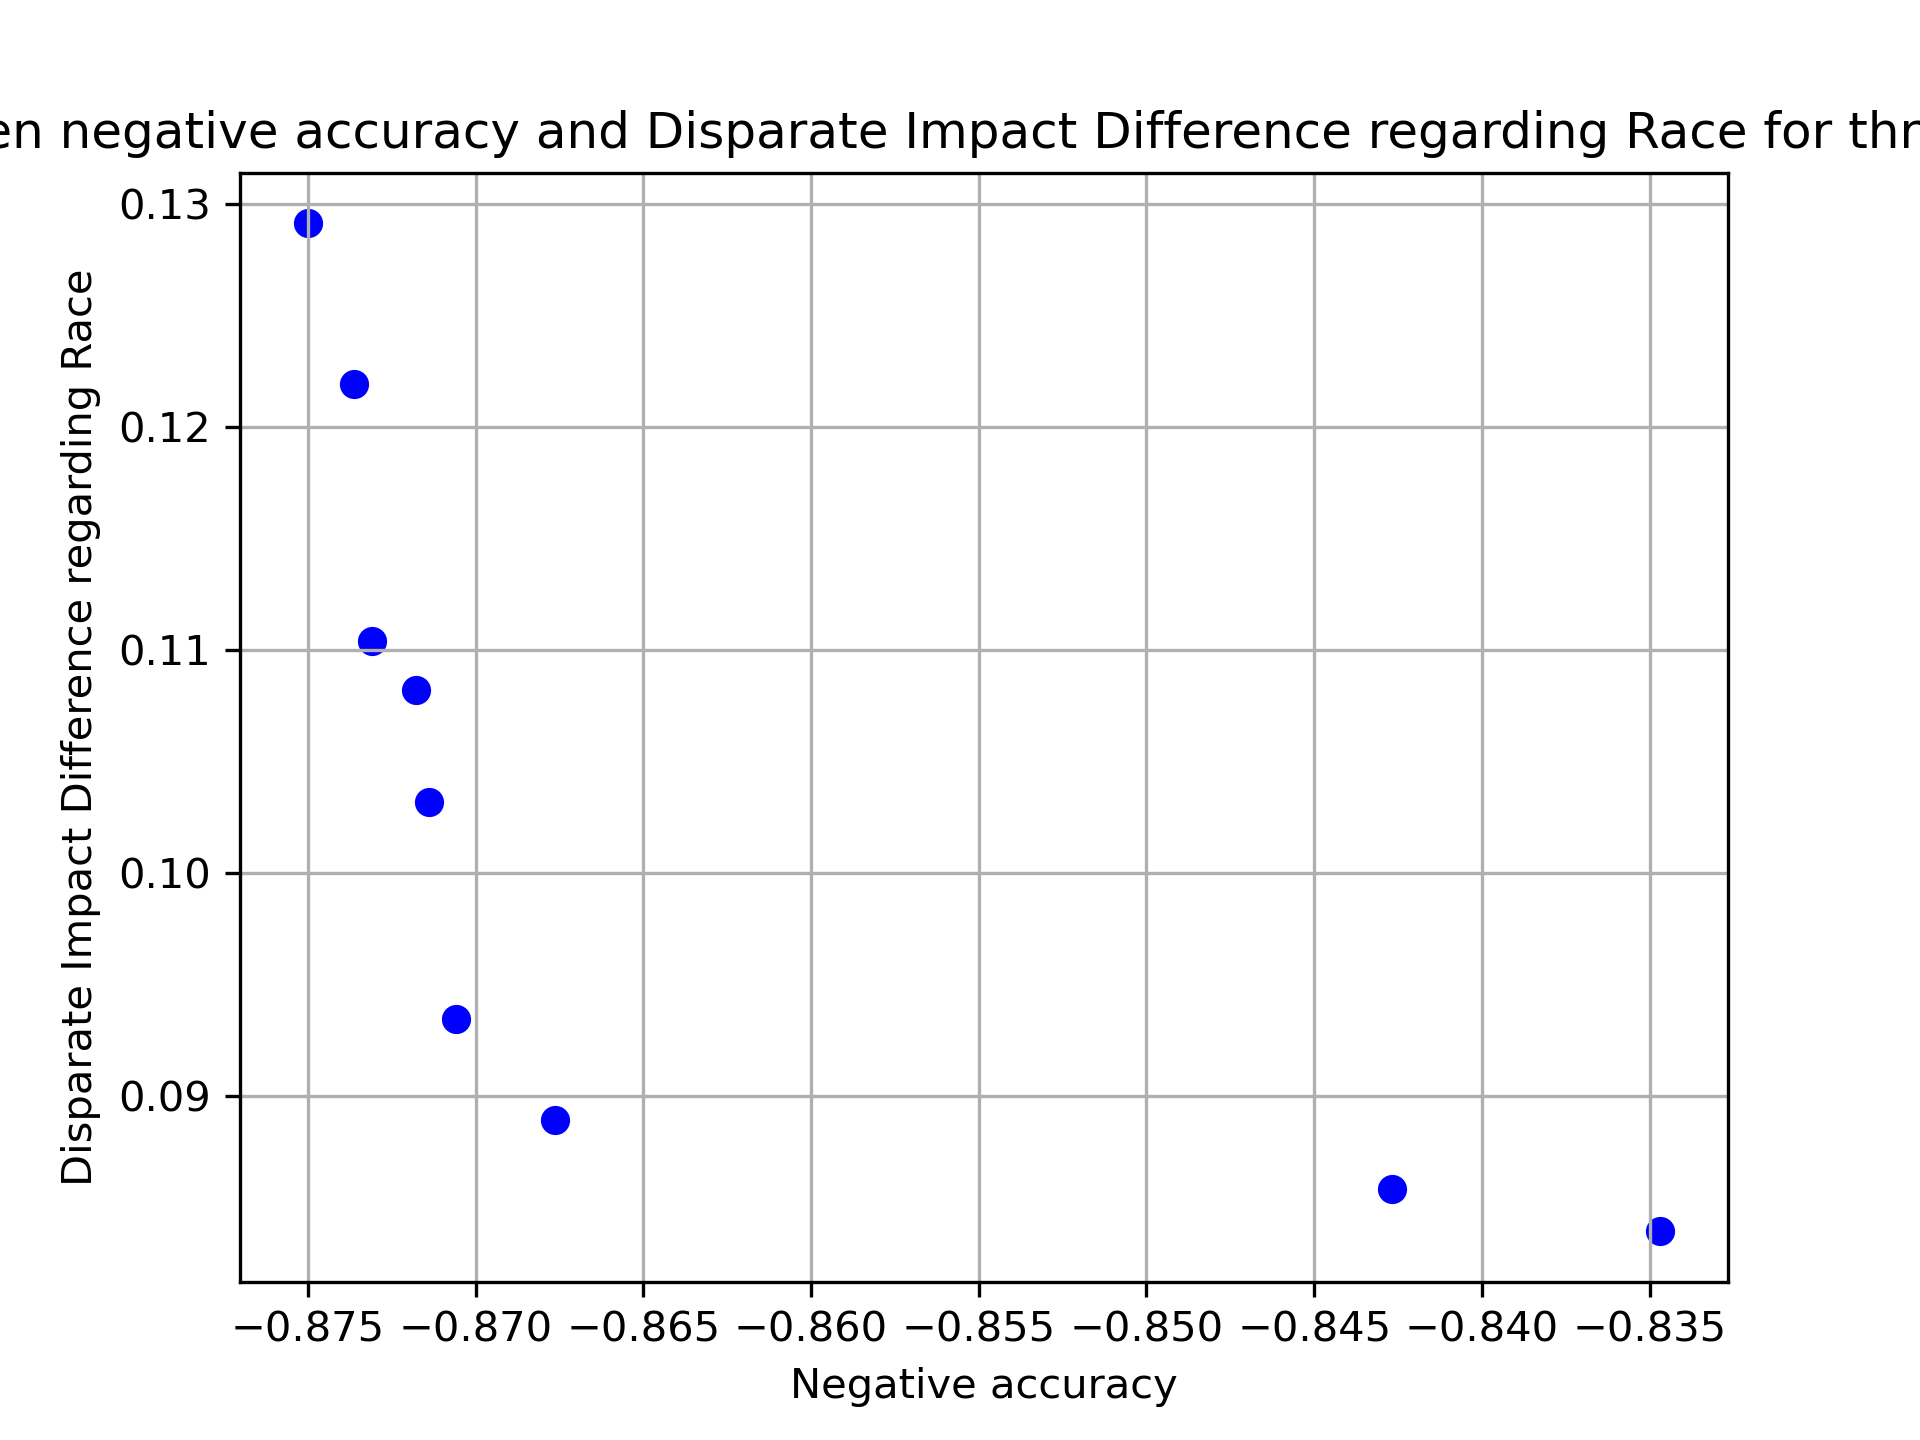 en negative accuracy and Disparate Impact Difference regarding Race for thr
0.13
0.12
0.11
0.10
0.09
Disparate Impact Difference regarding Race
−0.875 −0.870 −0.865 −0.860 −0.855 −0.850 −0.845 −0.840 −0.835
Negative accuracy